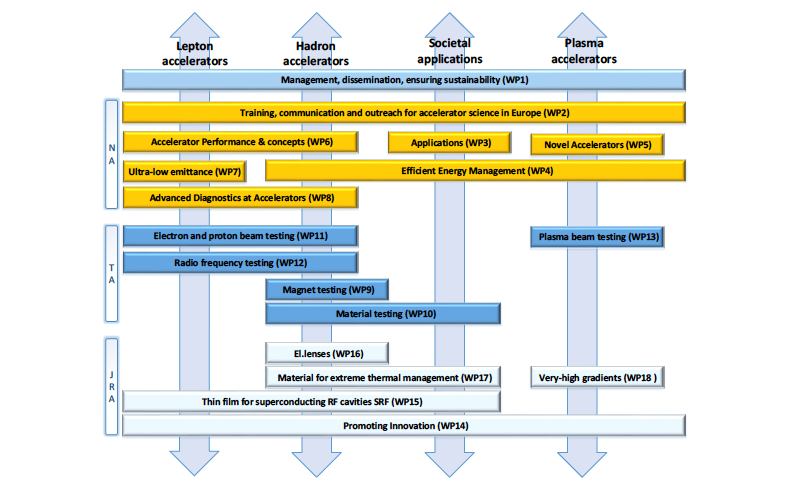 Lepton
accelerators
Hadron
accelerators
Societal
applications
Plasma
accelerators
Management, dissemination, ensuring sustainability (WP1)
NA
Training, communication and outreach for accelerator science in Europe (WP2)
Accelerator Performance & concepts (WP6)
Applications (WP3)
Novel Accelerators (WP5)
Ultra-low emittance (WP7)
Efficient Energy Management (WP4)
Advanced Diagnostics at Accelerators (WP8)
TA
Electron and proton beam testing (WP11)
Plasma beam testing (WP13)
Radio frequency testing (WP12)
Magnet testing (WP9)
Material testing (WP10)
JRA
El.lenses (WP16)
Material for extreme thermal management (WP17)
Very-high gradients (WP18 )
Thin film for superconducting RF cavities SRF (WP15)
Promoting Innovation (WP14)